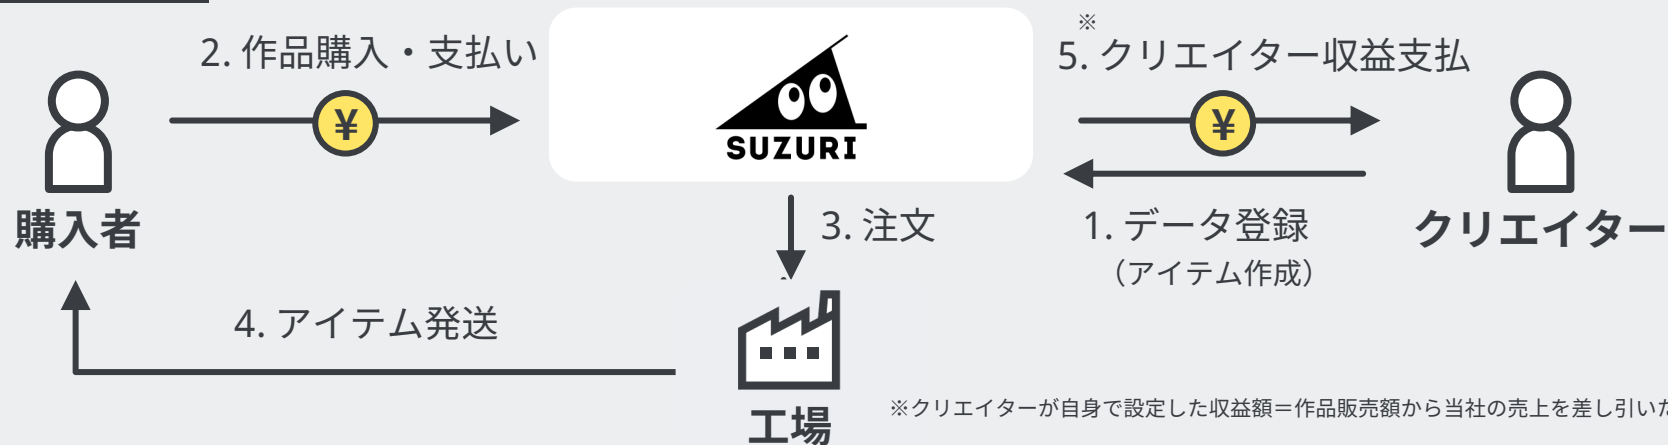 ※
2. 作品購入・支払い
5. クリエイター収益支払
¥
¥
SUZURI
購入者
3. 注文
1. データ登録
(アイテム作成)
クリエイター
4. アイテム発送
工場
※クリエイターが自身で設定した収益額＝作品販売額から当社の売上を差し引いた